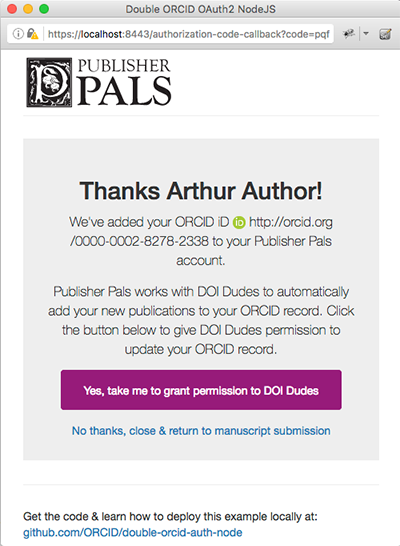 Double ORCID OAuth2 NodeJS
https://localhost:8443/authorization-code-callback?code=pqf
PUBLISHER
PALS
Thanks Arthur Author!
We've added your ORCID iD iD http://orcid.org
/0000-0002-8278-2338 to your Publisher Pals
account.
Publisher Pals works with DOI Dudes to automatically
add your new publications to your ORCID record. Click
the button below to give DOI Dudes permission to
update your ORCID record.
Yes, take me to grant permission to DOI Dudes
No thanks, close & return to manuscript submission
Get the code & learn how to deploy this example locally at:
github.com/ORCID/double-orcid-auth-node